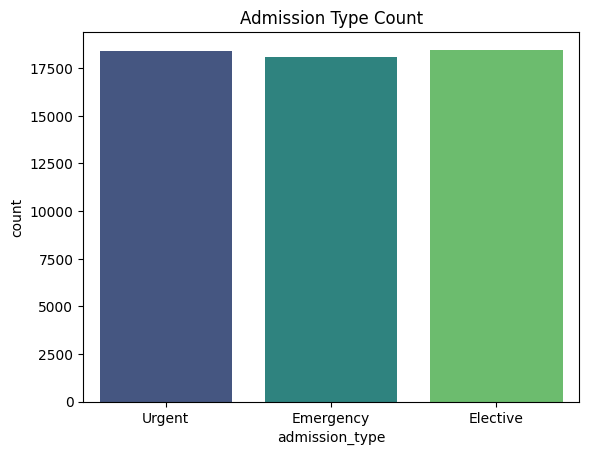 Admission Type Count
17500
15000
12500
10000
7500
5000
2500
0
count
Urgent Emergency Elective
admission_type